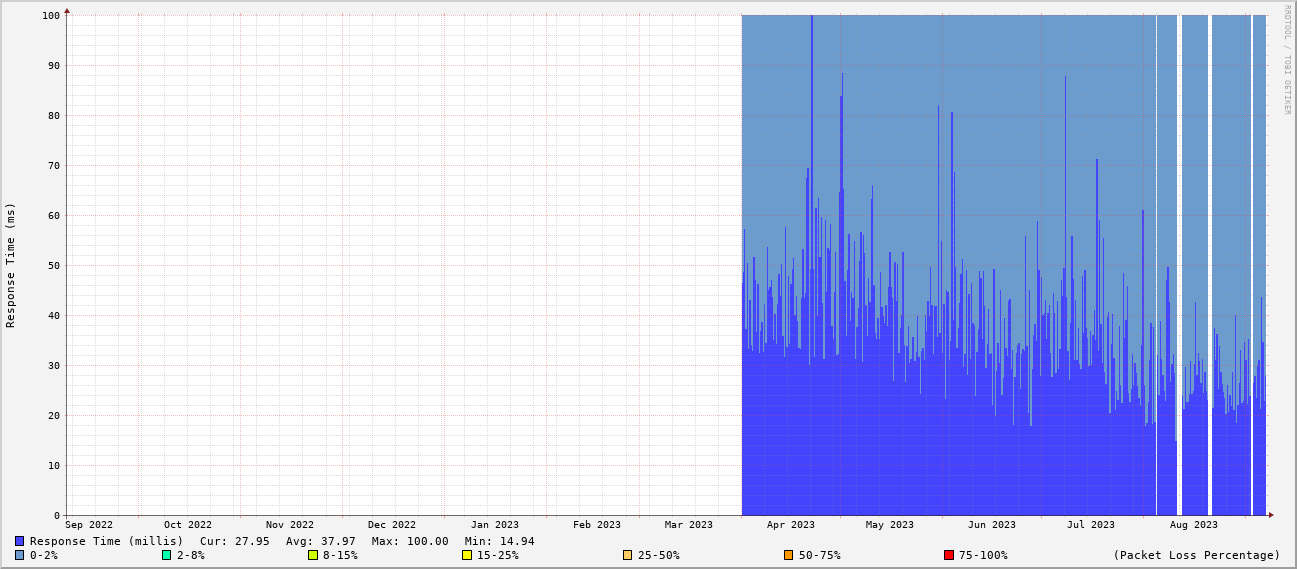 RRDTOOL / TOBI OETIKER
Response Time (ms)
100
90
80
70
60
50
40
30
20
10
0
Sep 2022 Oct 2022 Nov 2022 Dec 2022 Jan 2023 Feb 2023 Mar 2023 Apr 2023 May 2023 Jun 2023 Jul 2023 Aug 2023
Response Time (millis) Cur: 27.95 Avg: 37.97 Max: 100.00 Min: 14.94
0-2% 2-8% 8-15% 15-25% 25-50% 50-75% 75-100% (Packet Loss Percentage)